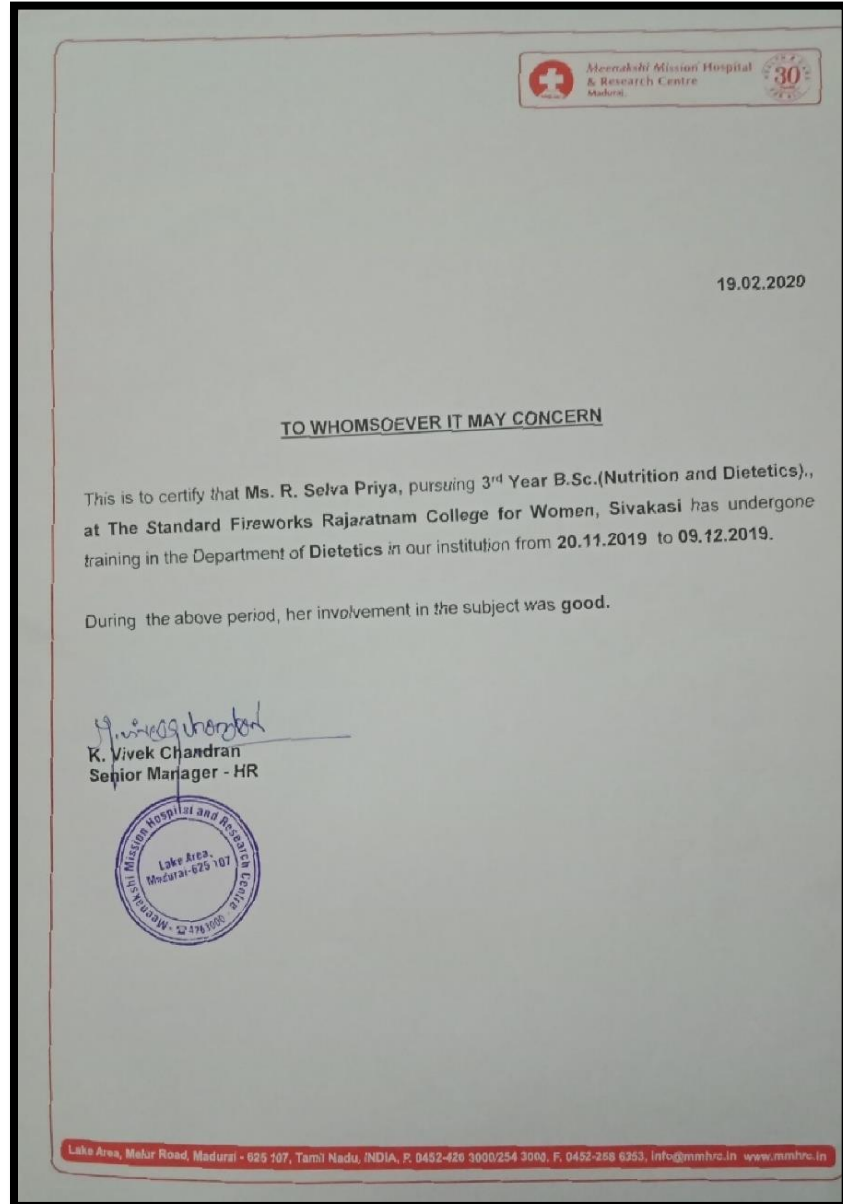 Meenakshi Mission Hospital
& Research Centre
Madurai.
30
19.02.2020
TO WHOMSOEVER IT MAY CONCERN
This is to certify that Ms. R. Selva Priya, pursuing 3rd Year B.Sc.(Nutrition and Dietetics).,
at The Standard Fireworks Rajaratnam College for Women, Sivakasi has undergone
training in the Department of Dietetics in our institution from 20.11.2019 to 09.12.2019.
During the above period, her involvement in the subject was good.
K. Vivek Chandran
Senior Manager - HR
Meenakshi Mission Hospital and Research Centre
Lake Area,
Madurai-625 107
☎ 4763000
Lake Area, Melur Road, Madurai - 625 107, Tamil Nadu, INDIA, P. 0452-426 3000/254 3000, F. 0452-258 6353, info@mmhrc.in www.mmhrc.in